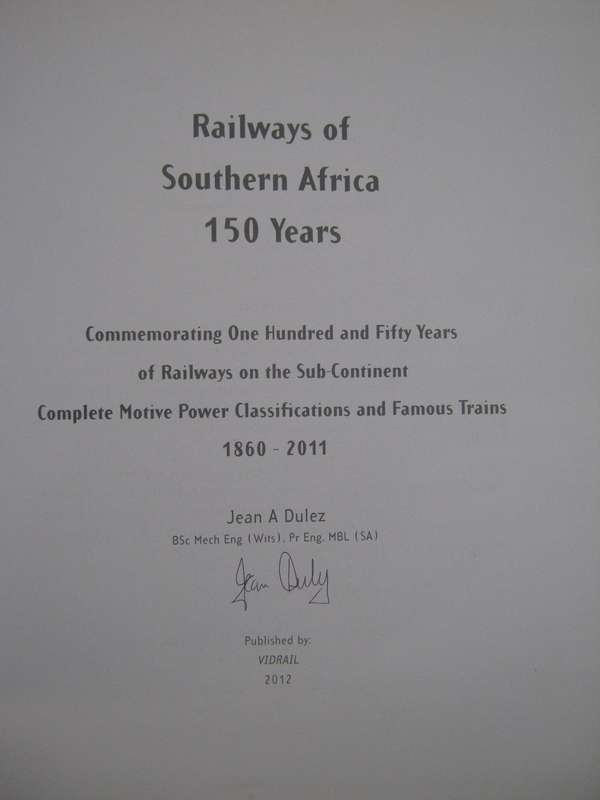 Railways of
Southern Africa
150 Years
Commemorating One Hundred and Fifty Years
of Railways on the Sub-Continent
Complete Motive Power Classifications and Famous Trains
1860 - 2011
Jean A Dulez
BSc Mech Eng (Wits), Pr Eng, MBL (SA)
Jean Dulez
Published by:
VIDRAIL
2012